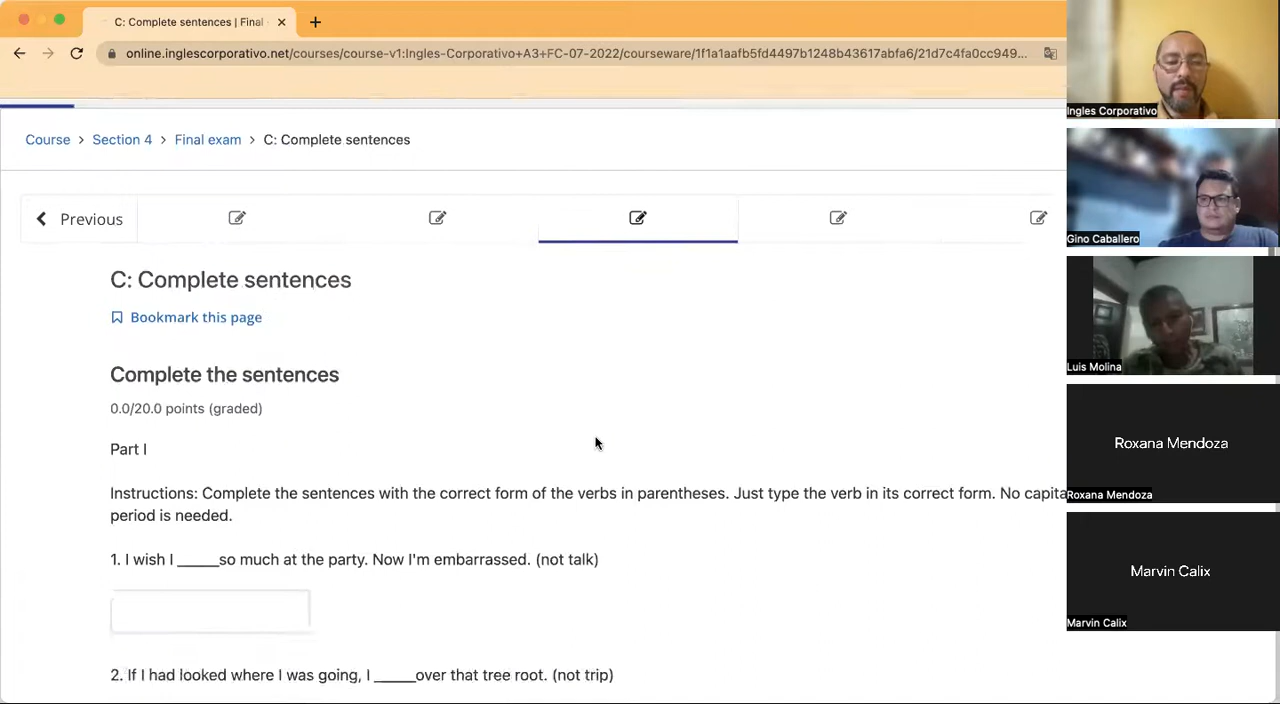 C: Complete sentences | Final
online.inglescorporativo.net/courses/course-v1:Ingles-Corporativo+A3+FC-07-2022/courseware/1f1a1aafb5fd4497b1248b43617abfa6/21d7c4fa0cc949...
Course > Section 4 > Final exam > C: Complete sentences
Previous
C: Complete sentences
Bookmark this page
Complete the sentences
0.0/20.0 points (graded)
Part I
Instructions: Complete the sentences with the correct form of the verbs in parentheses. Just type the verb in its correct form. No capita
period is needed.
1. I wish I _____so much at the party. Now I'm embarrassed. (not talk)
2. If I had looked where I was going, I _____over that tree root. (not trip)
Ingles Corporativo
Gino Caballero
Luis Molina
Roxana Mendoza
Roxana Mendoza
Marvin Calix
Marvin Calix